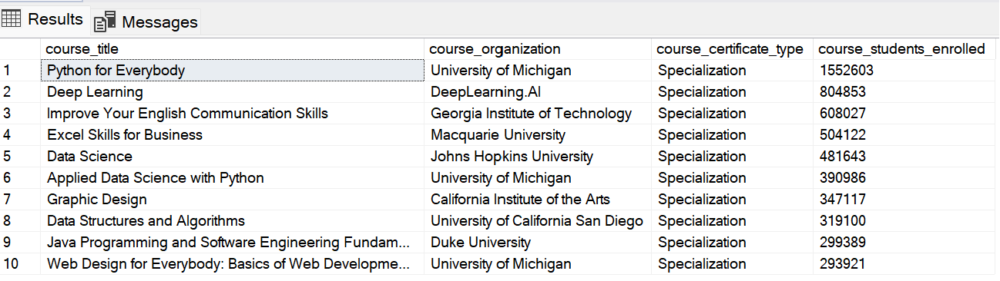 Results Messages
course_title course_organization course_certificate_type course_students_enrolled
1 Python for Everybody University of Michigan Specialization 1552603
2 Deep Learning DeepLearning.AI Specialization 804853
3 Improve Your English Communication Skills Georgia Institute of Technology Specialization 608027
4 Excel Skills for Business Macquarie University Specialization 504122
5 Data Science Johns Hopkins University Specialization 481643
6 Applied Data Science with Python University of Michigan Specialization 390986
7 Graphic Design California Institute of the Arts Specialization 347117
8 Data Structures and Algorithms University of California San Diego Specialization 319100
9 Java Programming and Software Engineering Fundam... Duke University Specialization 299389
10 Web Design for Everybody: Basics of Web Developme... University of Michigan Specialization 293921